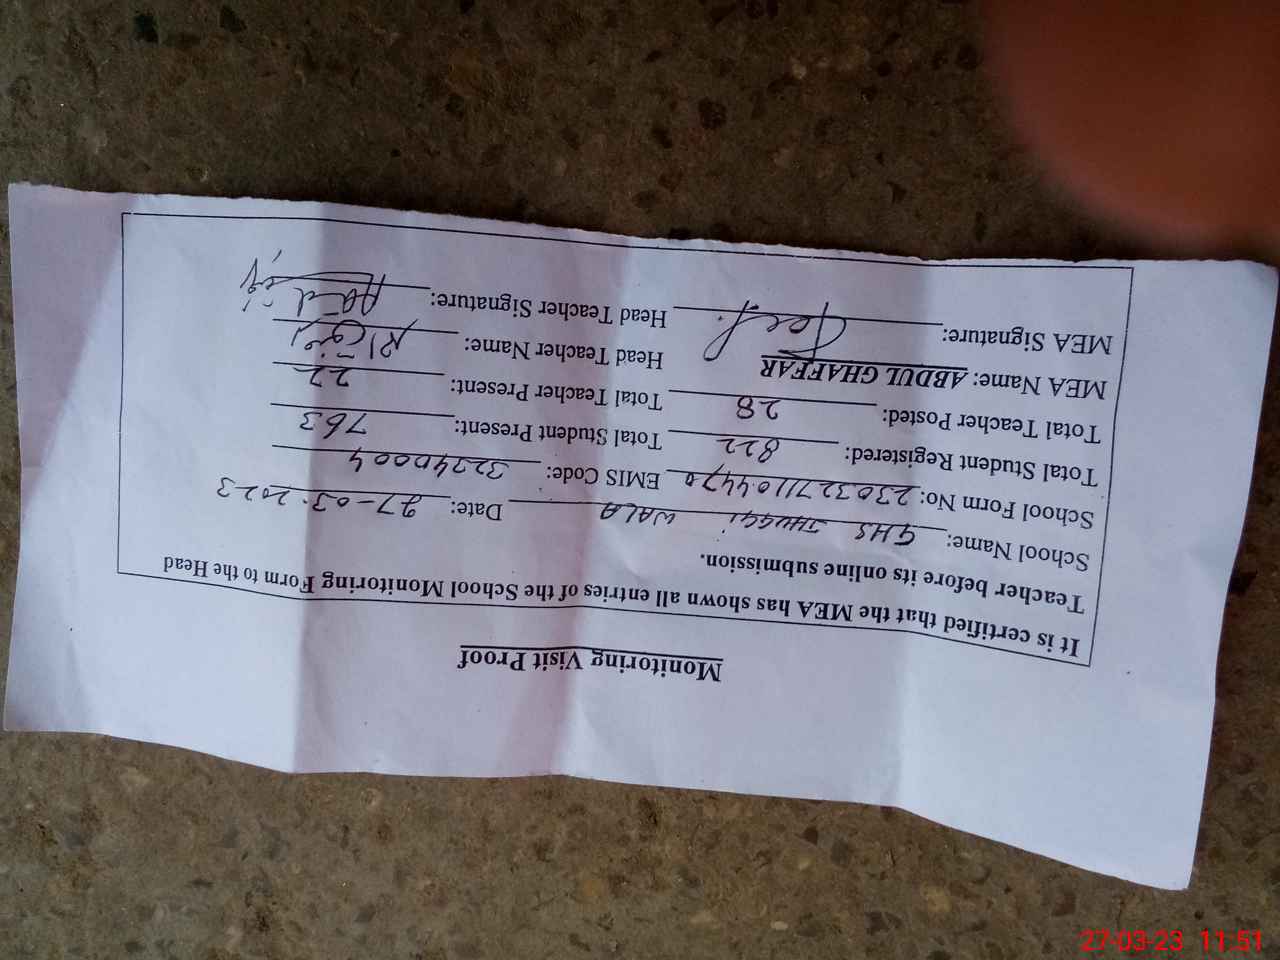 Monitoring Visit Proof
It is certified that the MEA has shown all entries of the School Monitoring Form to the Head
Teacher before its online submission.
School Name: GHS JHUGGI WALA Date: 27-03-2023
School Form No: 2303271104470 EMIS Code: 32340004
Total Student Registered: 822 Total Student Present: 763
Total Teacher Posted: 28 Total Teacher Present: 22
MEA Name: ABDUL GHAFFAR Head Teacher Name:
MEA Signature: Head Teacher Signature:
27-03-23 11:51